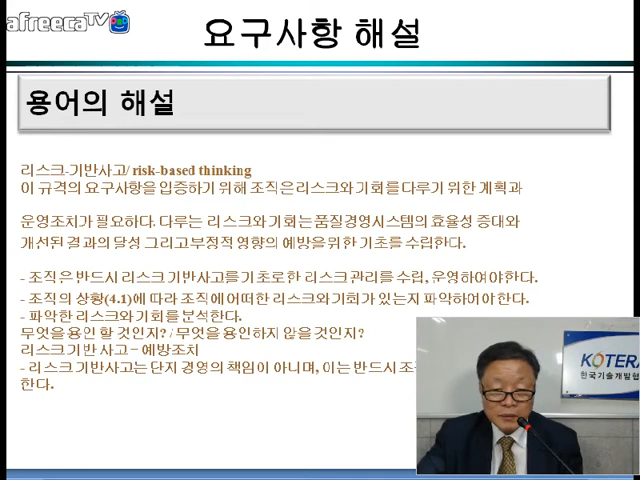 afreecaTV
요구사항 해설
용어의 해설
리스크-기반사고/ risk-based thinking
이 규격의 요구사항을 입증하기 위해 조직은 리스크와 기회를 다루기 위한 계획과
운영조치가 필요하다. 다루는 리스크와 기회는 품질경영시스템의 효율성 증대와
개선된 결과의 달성 그리고 부정적 영향의 예방을 위한 기초를 수립한다.
- 조직은 반드시 리스크 기반사고를 기초로한 리스크 관리를 수립, 운영하여야 한다.
- 조직의 상황(4.1)에 따라 조직에 어떠한 리스크와 기회가 있는지 파악하여야 한다.
- 파악한 리스크와 기회를 분석한다.
무엇을 용인 할 것인지? / 무엇을 용인하지 않을 것인지?
리스크 기반 사고 – 예방조치
- 리스크 기반사고는 단지 경영의 책임이 아니며, 이는 반드시
한다.
KOTERA
한국기술개발협